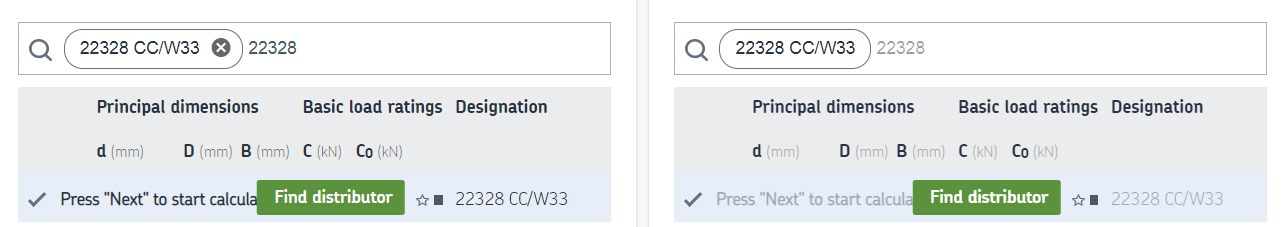 22328 CC/W33 22328
Principal dimensions Basic load ratings Designation
d (mm) D (mm) B (mm) C (kN) C0 (kN)
Press "Next" to start calcula Find distributor 22328 CC/W33
22328 CC/W33 22328
Principal dimensions Basic load ratings Designation
d (mm) D (mm) B (mm) C (kN) C0 (kN)
Press "Next" to start calcula Find distributor 22328 CC/W33